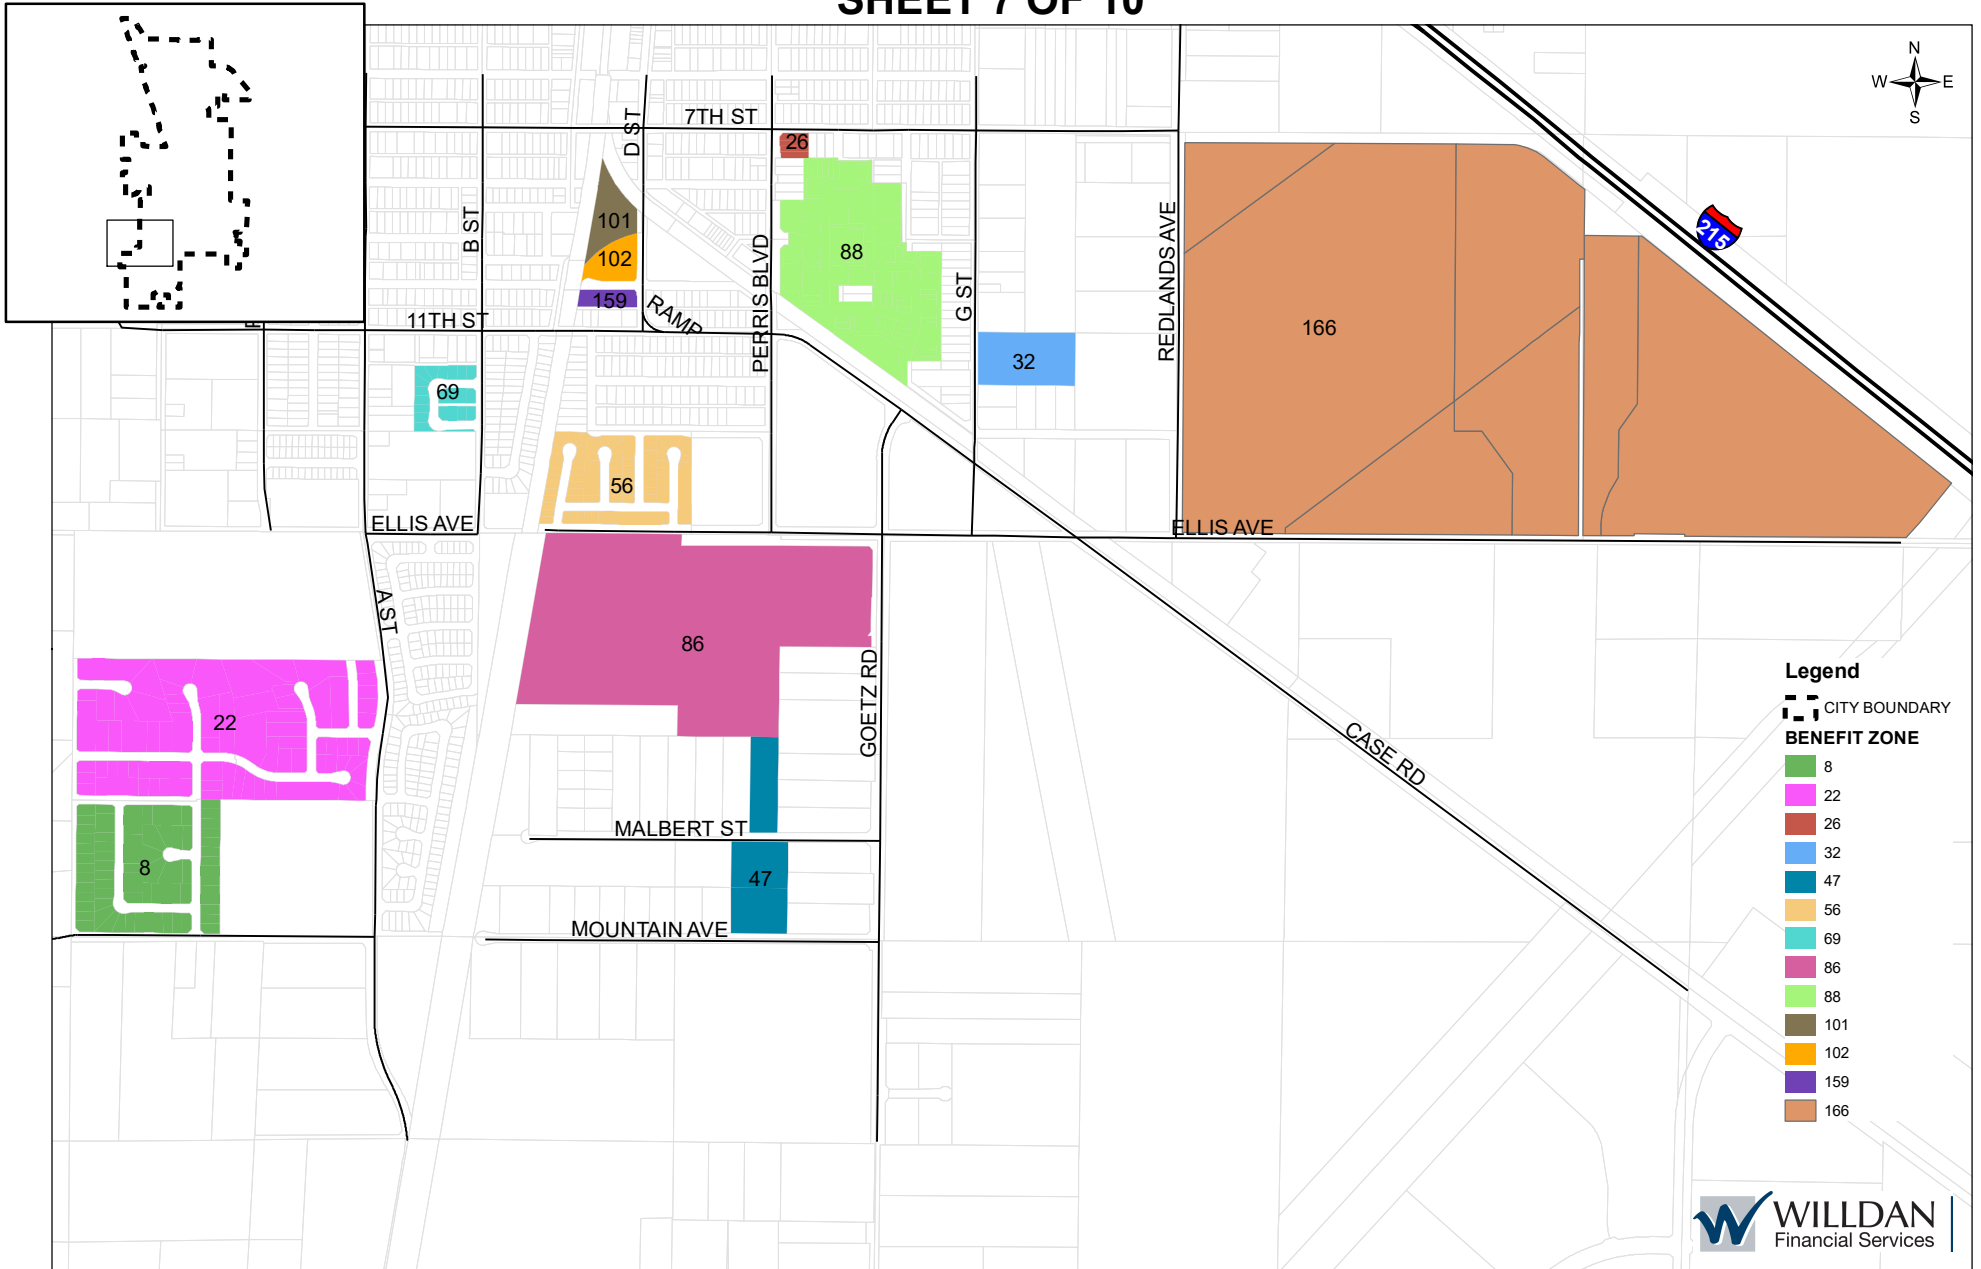 SHEET 7 OF 10
N
W E
S
7TH ST
D ST
26
B ST
101
102
159
RAMP
PERRIS BLVD
88
G ST
REDLANDS AVE
215
166
11TH ST
32
69
56
ELLIS AVE
ELLIS AVE
A ST
86
GOETZ RD
22
CASE RD
MALBERT ST
8
47
MOUNTAIN AVE
Legend
CITY BOUNDARY
BENEFIT ZONE
8
22
26
32
47
56
69
86
88
101
102
159
166
WILLDAN
Financial Services